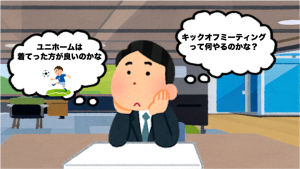 ユニホームは
着てった方が良いのかな
キックオフミーティング
って何やるのかな？